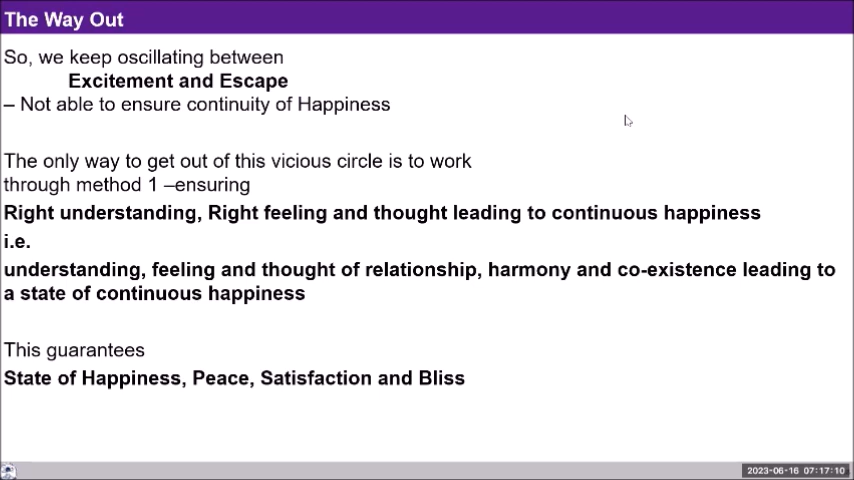 The Way Out
So, we keep oscillating between
Excitement and Escape
– Not able to ensure continuity of Happiness
The only way to get out of this vicious circle is to work
through method 1 –ensuring
Right understanding, Right feeling and thought leading to continuous happiness
i.e.
understanding, feeling and thought of relationship, harmony and co-existence leading to
a state of continuous happiness
This guarantees
State of Happiness, Peace, Satisfaction and Bliss
2023-06-16 07:17:10